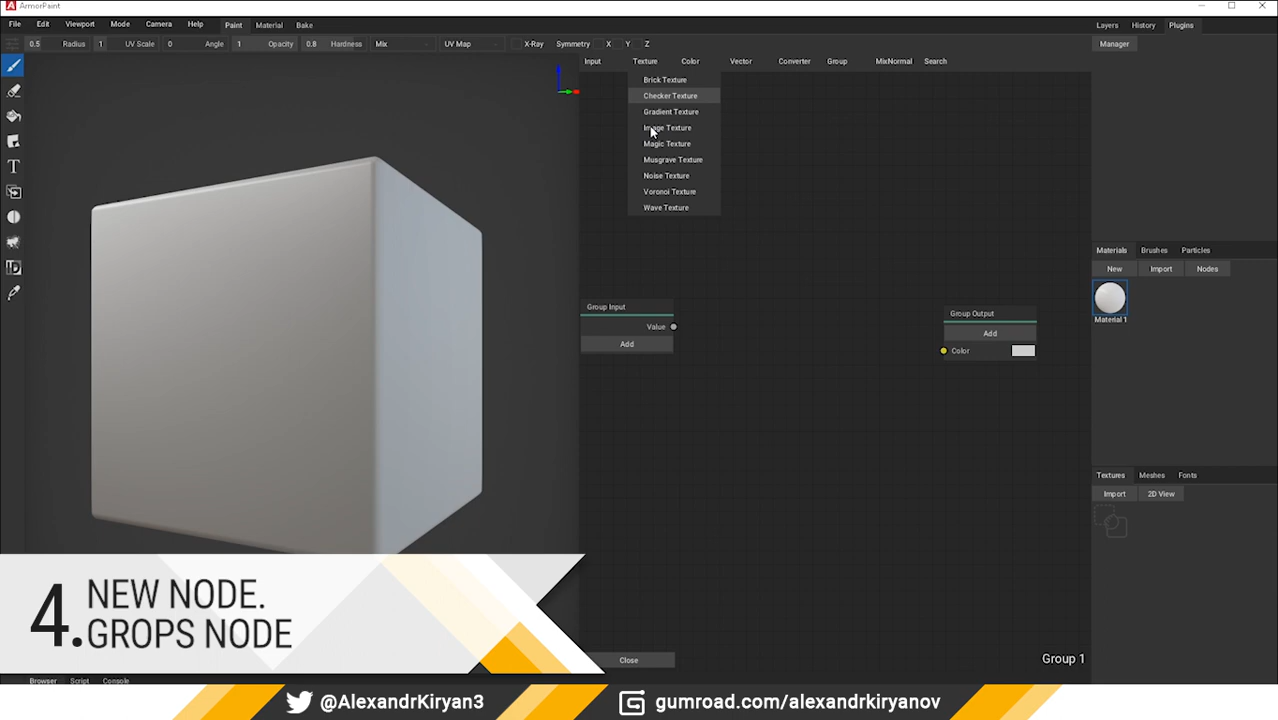 ArmorPaint
File Edit Viewport Mode Camera Help Paint Material Bake
Layers History Plugins
0.5 Radius 1 UV Scale 0 Angle 1 Opacity 0.8 Hardness Mix UV Map X-Ray Symmetry X Y Z
Manager
Input Texture Color Vector Converter Group MixNormal Search
Brick Texture
Checker Texture
Gradient Texture
Image Texture
Magic Texture
Musgrave Texture
Noise Texture
Voronoi Texture
Wave Texture
Materials Brushes Particles
New Import Nodes
Material 1
Group Input
Value
Add
Group Output
Add
Color
Textures Meshes Fonts
Import 2D View
4. NEW NODE.
GROPS NODE
Close
Group 1
Browser Script Console
@AlexandrKiryan3
gumroad.com/alexandrkiryanov